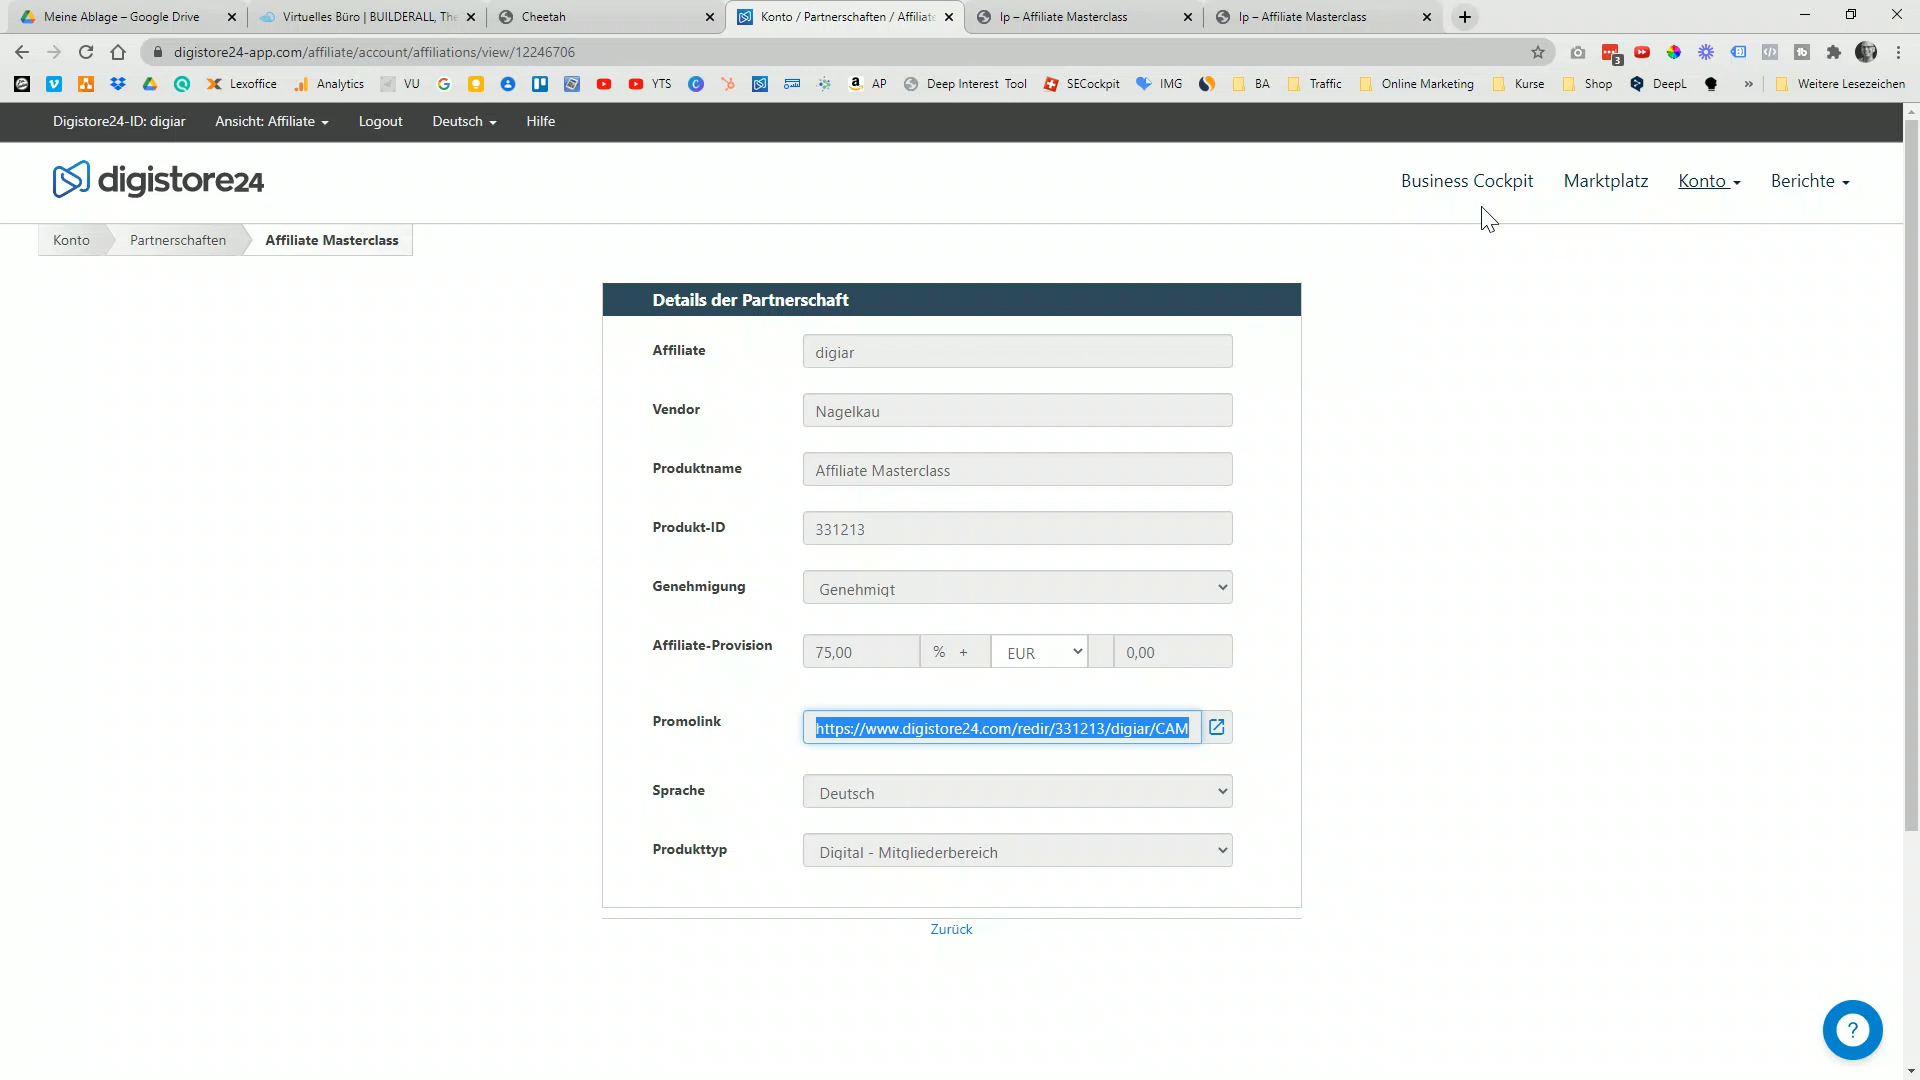 Meine Ablage – Google Drive
Virtuelles Büro | BUILDERALL, The
Cheetah
Konto / Partnerschaften / Affiliate
lp – Affiliate Masterclass
lp – Affiliate Masterclass
digistore24-app.com/affiliate/account/affiliations/view/12246706
3
Lexoffice
Analytics
VU
YTS
AP
Deep Interest Tool
SECockpit
IMG
BA
Traffic
Online Marketing
Kurse
Shop
DeepL
»
Weitere Lesezeichen
Digistore24-ID: digiar
Ansicht: Affiliate
Logout
Deutsch
Hilfe
digistore24
Business Cockpit
Marktplatz
Konto
Berichte
Konto
Partnerschaften
Affiliate Masterclass
Details der Partnerschaft
Affiliate
digiar
Vendor
Nagelkau
Produktname
Affiliate Masterclass
Produkt-ID
331213
Genehmigung
Genehmigt
Affiliate-Provision
75,00
% +
EUR
0,00
Promolink
https://www.digistore24.com/redir/331213/digiar/CAM
Sprache
Deutsch
Produkttyp
Digital - Mitgliederbereich
Zurück
?